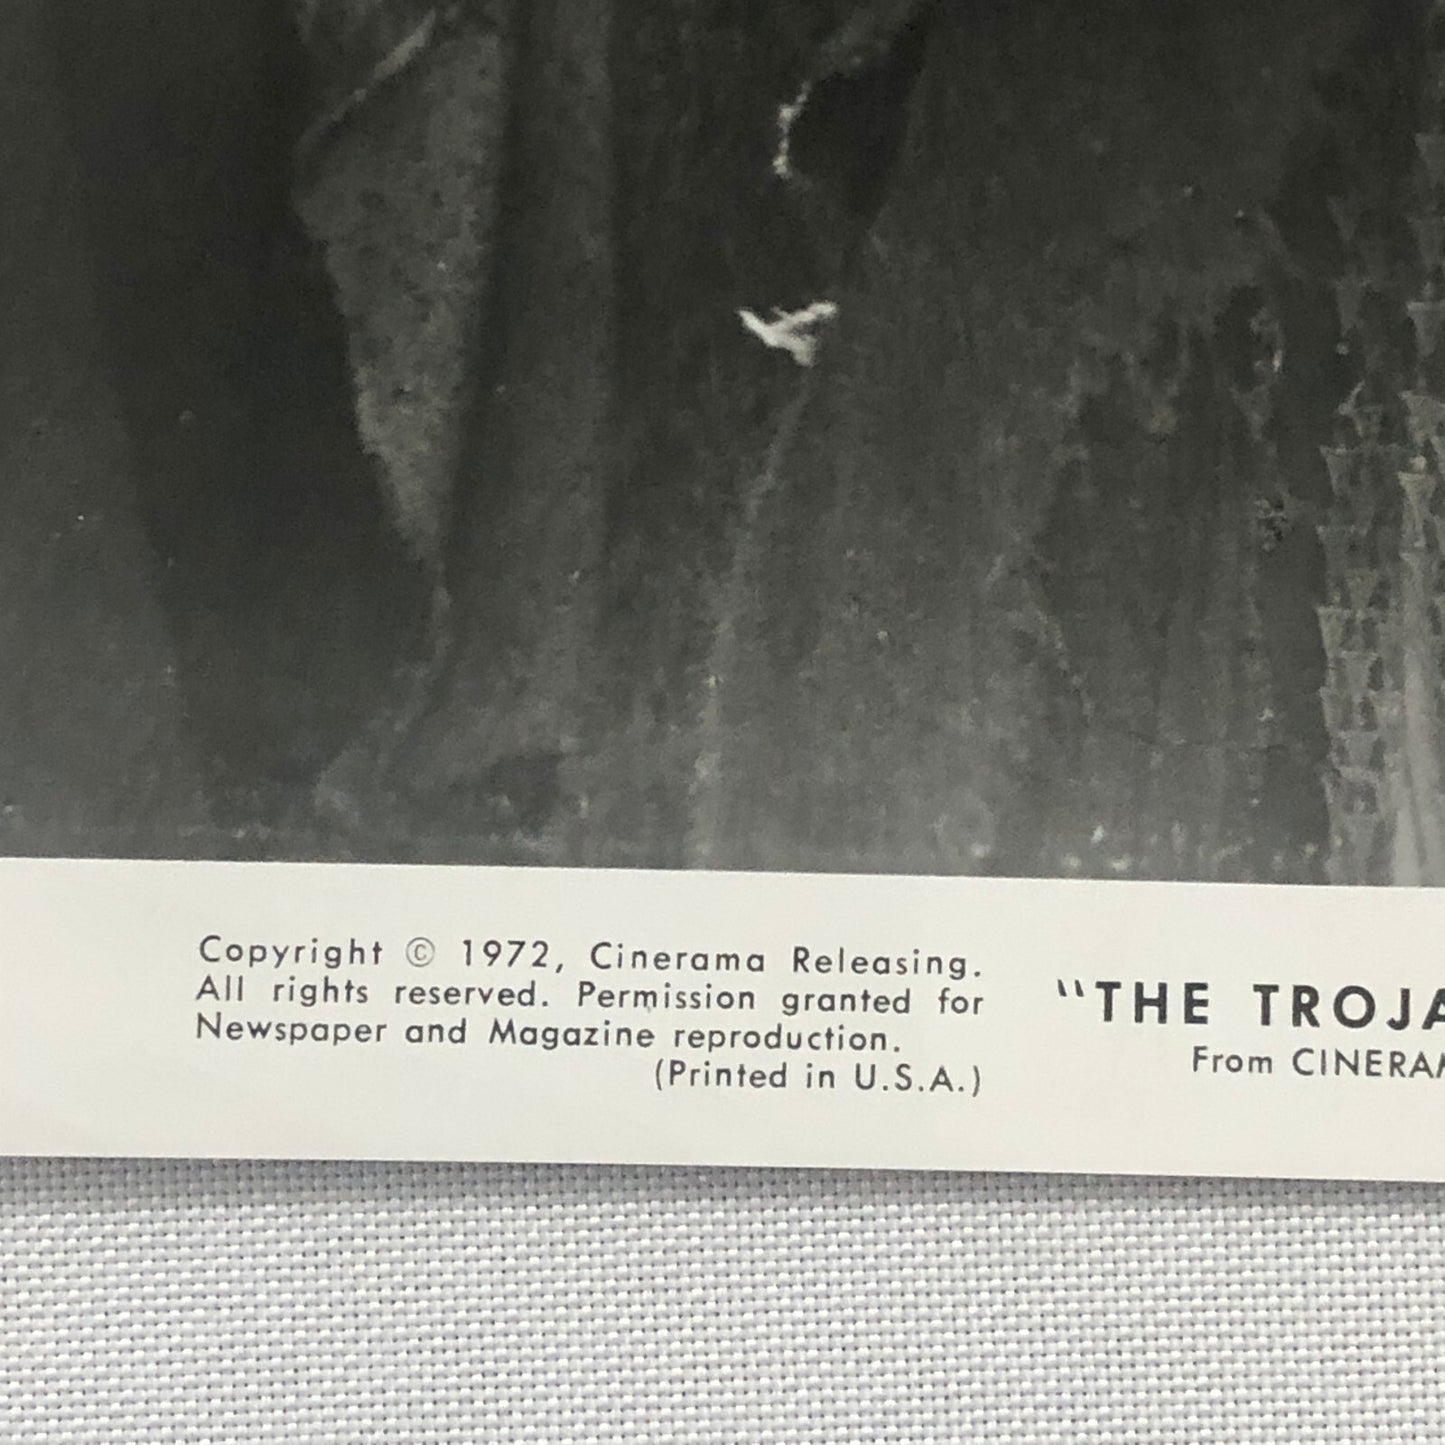 Copyright © 1972, Cinerama Releasing.
All rights reserved. Permission granted for
Newspaper and Magazine reproduction.
(Printed in U.S.A.)
"THE TROJA
From CINERAM